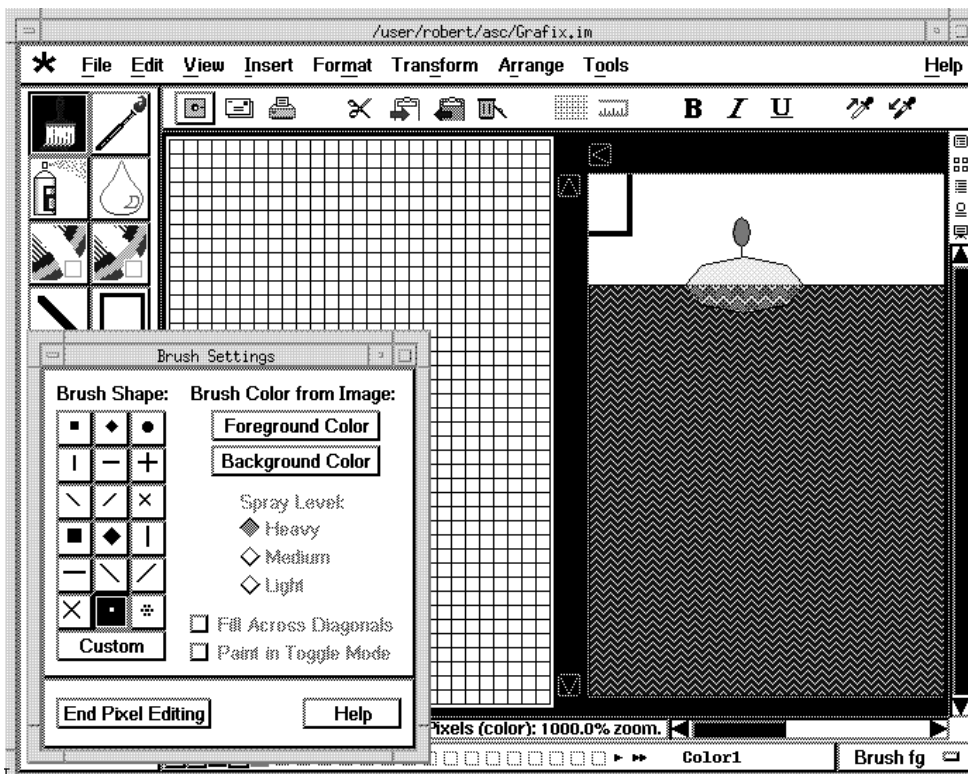 /user/robert/asc/Grafix.im
File Edit View Insert Format Transform Arrange Tools Help
B I U
Brush Settings
Brush Shape: Brush Color from Image:
Foreground Color
Background Color
Spray Level:
Heavy
Medium
Light
Fill Across Diagonals
Custom
Paint in Toggle Mode
End Pixel Editing Help
Pixels (color): 1000.0% zoom.
Color1 Brush fg